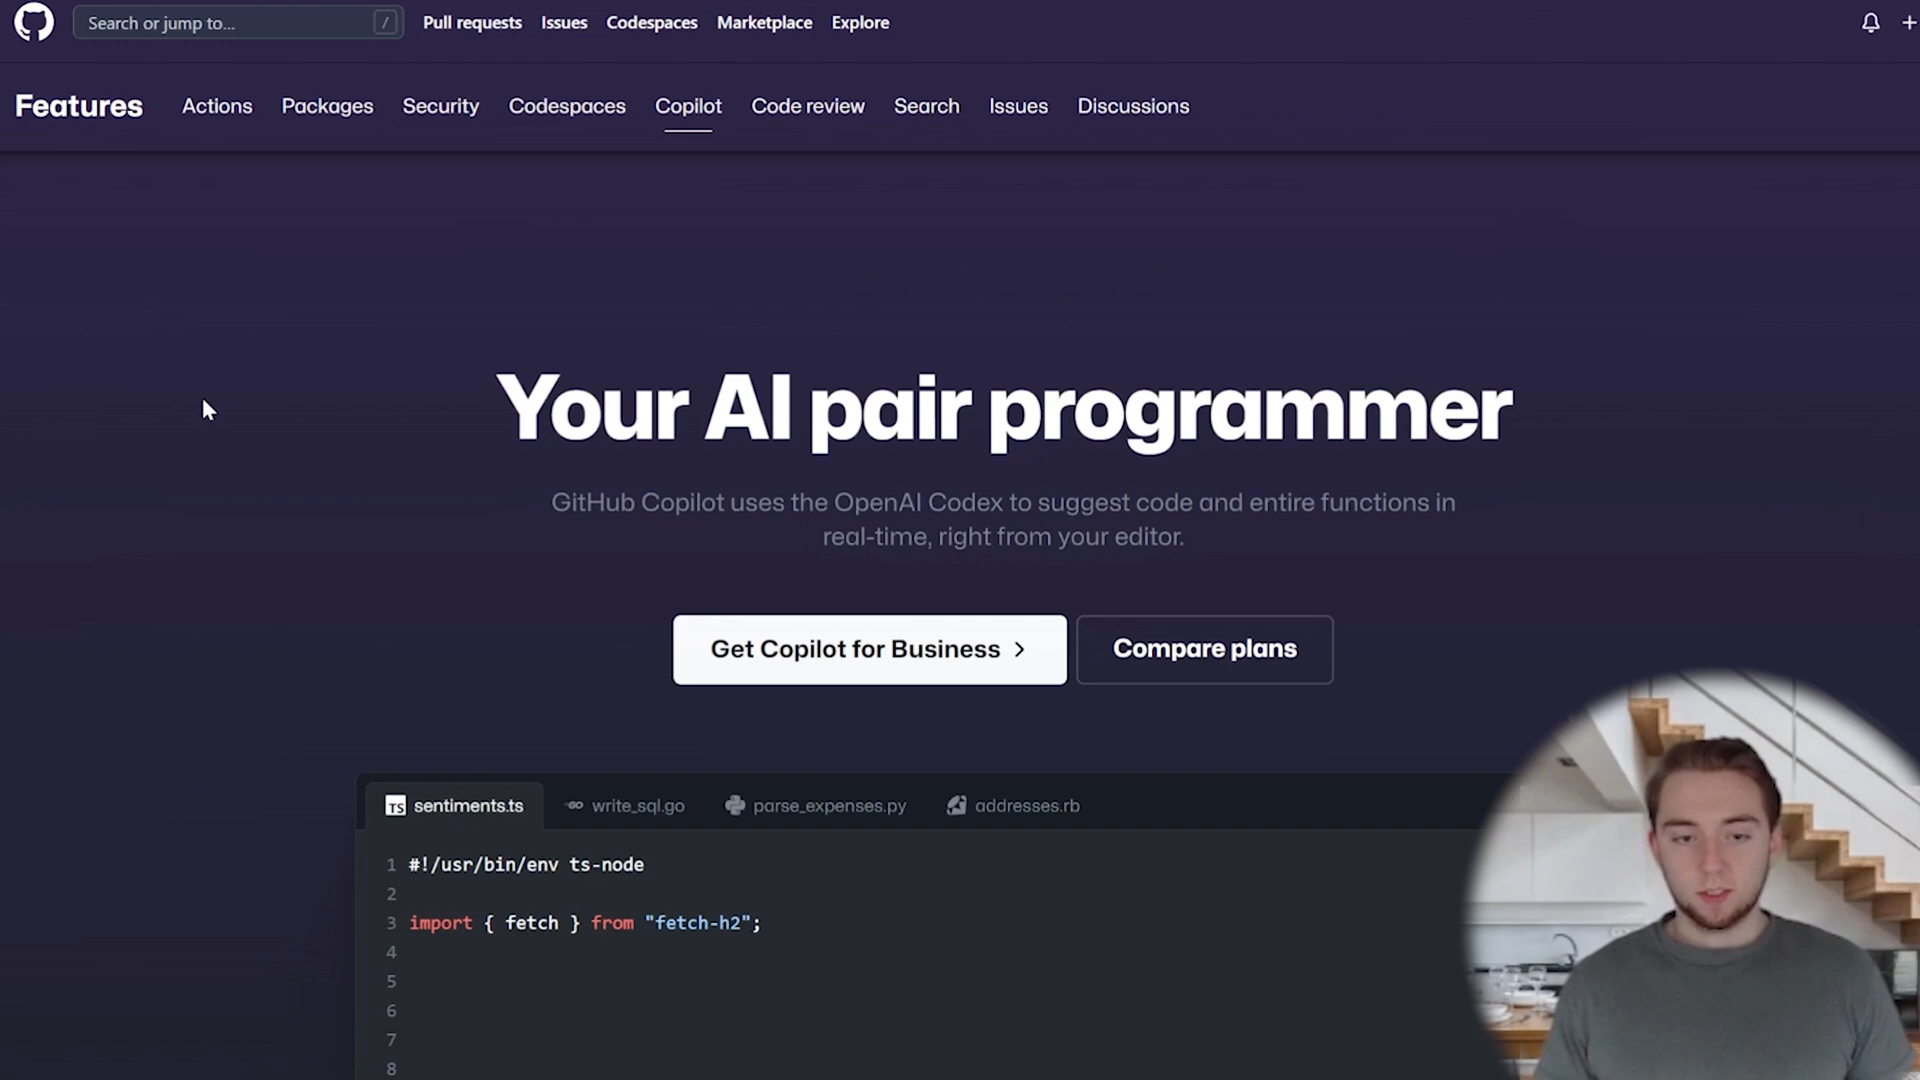 Search or jump to... /
Pull requests Issues Codespaces Marketplace Explore
Features Actions Packages Security Codespaces Copilot Code review Search Issues Discussions
Your AI pair programmer
GitHub Copilot uses the OpenAI Codex to suggest code and entire functions in
real-time, right from your editor.
Get Copilot for Business >
Compare plans
TS sentiments.ts write_sql.go parse_expenses.py addresses.rb
1 #!/usr/bin/env ts-node
2
3 import { fetch } from "fetch-h2";
4
5
6
7
8